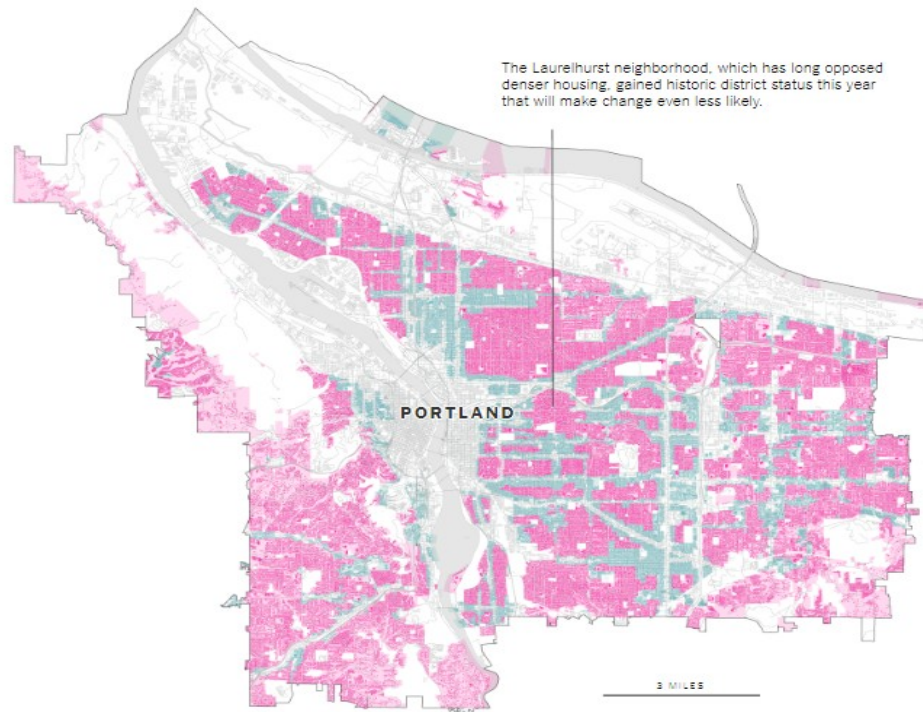 The Laurelhurst neighborhood, which has long opposed
denser housing, gained historic district status this year
that will make change even less likely.
PORTLAND
3 MILES